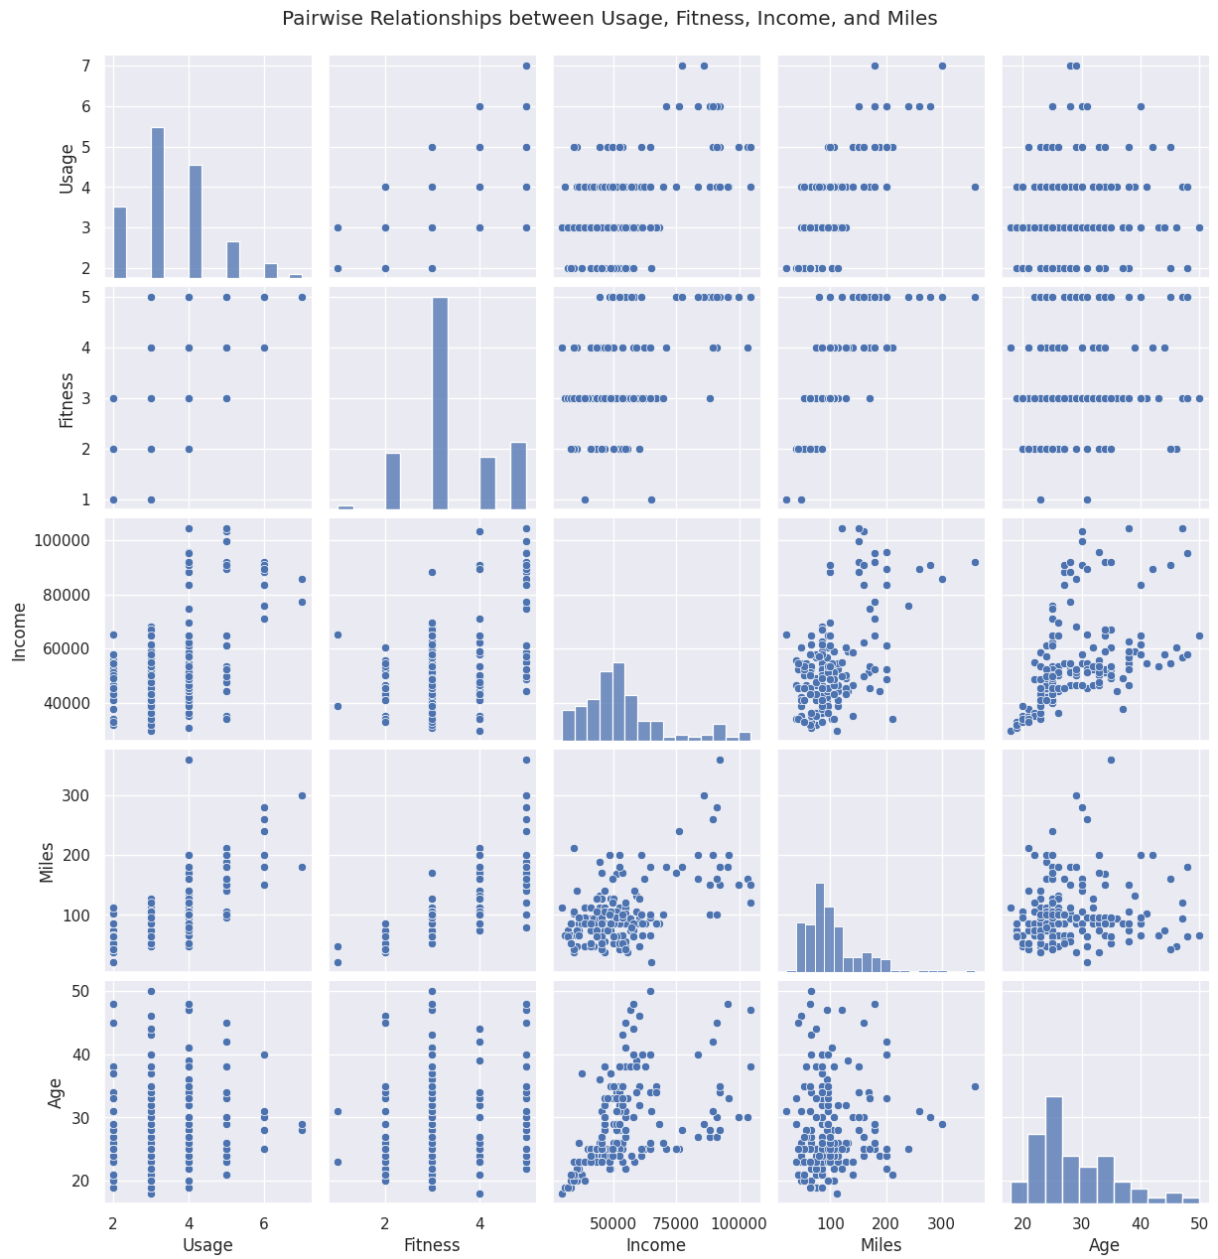 Pairwise Relationships between Usage, Fitness, Income, and Miles
7
6
5
4
3
2
Usage
5
4
3
2
1
Fitness
100000
80000
60000
40000
Income
300
200
100
Miles
50
40
30
20
Age
2 4 6
2 4
50000 75000 100000
100 200 300
20 30 40 50
Usage Fitness Income Miles Age